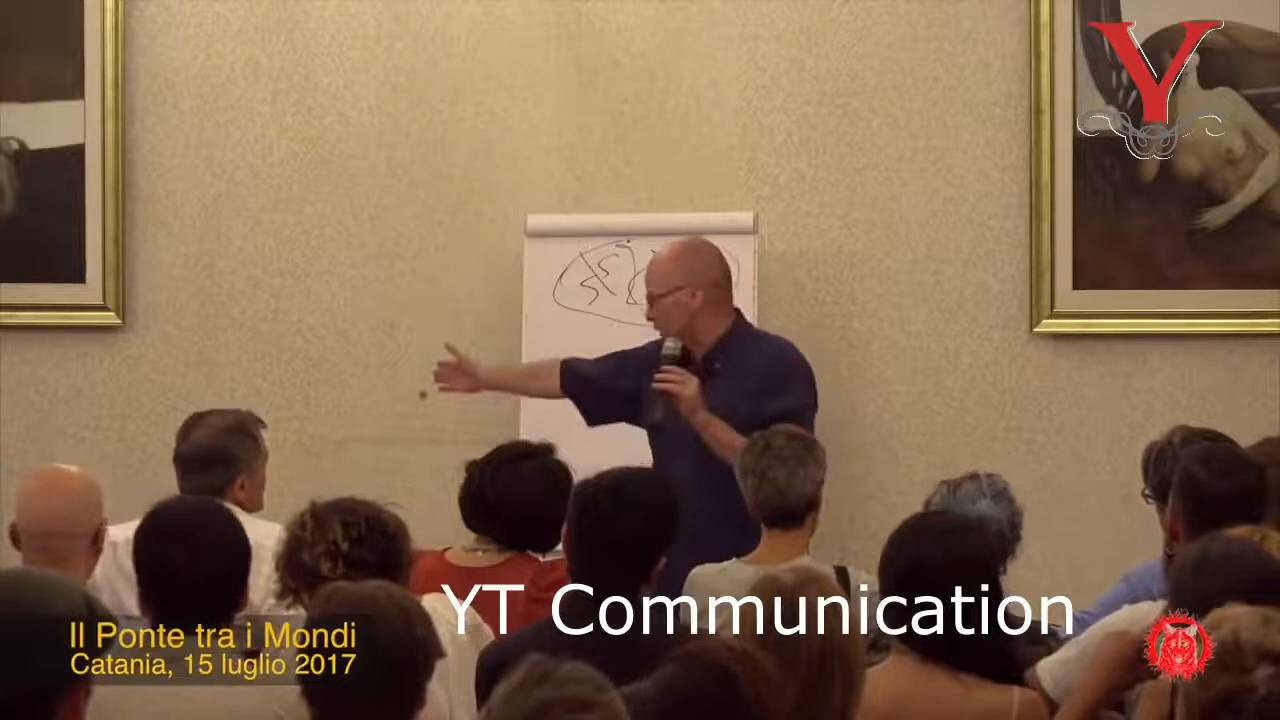 Y
YT Communication
Il Ponte tra i Mondi
Catania, 15 luglio 2017